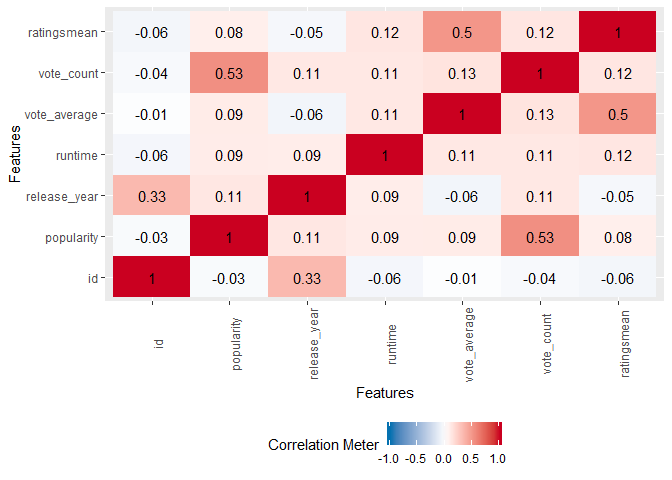 ratingsmean -0.06 0.08 -0.05 0.12 0.5 0.12 1
vote_count -0.04 0.53 0.11 0.11 0.13 1 0.12
vote_average -0.01 0.09 -0.06 0.11 1 0.13 0.5
runtime -0.06 0.09 0.09 1 0.11 0.11 0.12
release_year 0.33 0.11 1 0.09 -0.06 0.11 -0.05
popularity -0.03 1 0.11 0.09 0.09 0.53 0.08
id 1 -0.03 0.33 -0.06 -0.01 -0.04 -0.06
Features
id popularity release_year runtime vote_average vote_count ratingsmean
Features
Correlation Meter
-1.0 -0.5 0.0 0.5 1.0